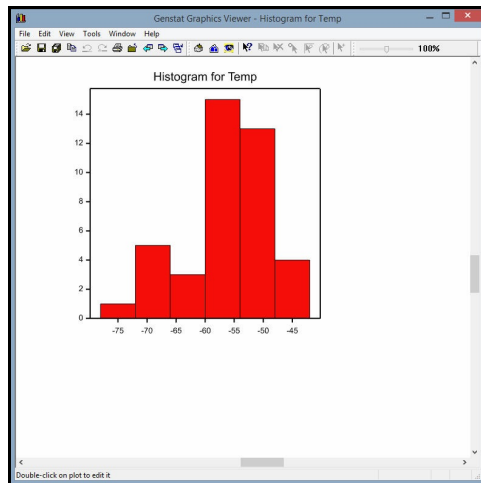 Genstat Graphics Viewer - Histogram for Temp
File Edit View Tools Window Help
100%
Histogram for Temp
14
12
10
8
6
4
2
0
-75 -70 -65 -60 -55 -50 -45
Double-click on plot to edit it